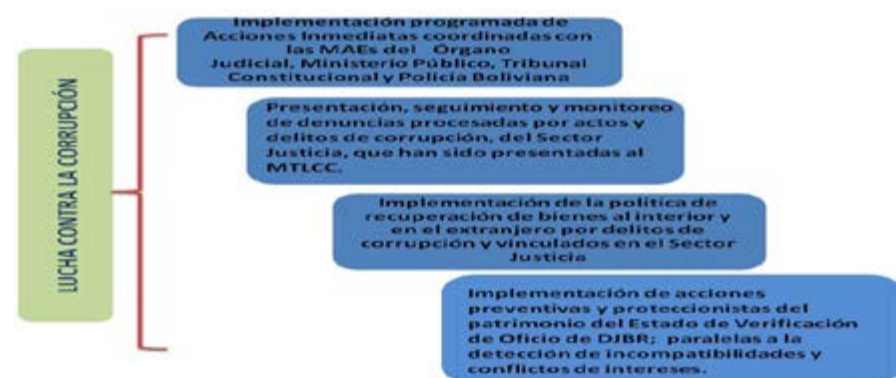 LUCHA CONTRA LA CORRUPCIÓN
Implementación programada de
Acciones Inmediatas coordinadas con
las MAEs del Órgano
Judicial, Ministerio Público, Tribunal
Constitucional y Policía Boliviana
Presentación, seguimiento y monitoreo
de denuncias procesadas por actos y
delitos de corrupción, del Sector
Justicia, que han sido presentadas al
MTLCC.
Implementación de la política de
recuperación de bienes al interior y
en el extranjero por delitos de
corrupción y vinculados en el Sector
Justicia
Implementación de acciones
preventivas y proteccionistas del
patrimonio del Estado de Verificación
de Oficio de DJBR; paralelas a la
detección de incompatibilidades y
conflictos de intereses.